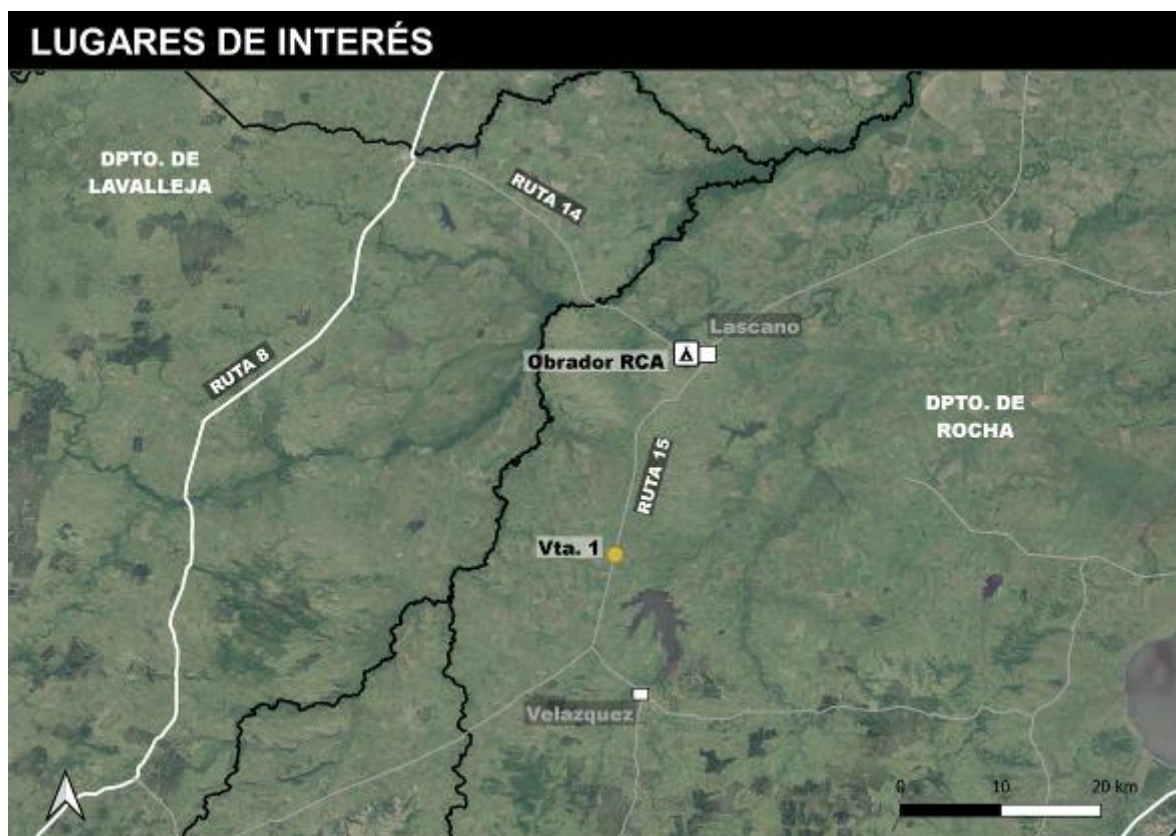 LUGARES DE INTERÉS
DPTO. DE
LAVALLEJA
RUTA 14
RUTA 8
Lascano
Obrador RCA
DPTO. DE
ROCHA
RUTA 15
Vta. 1
Velazquez
0 10 20 km